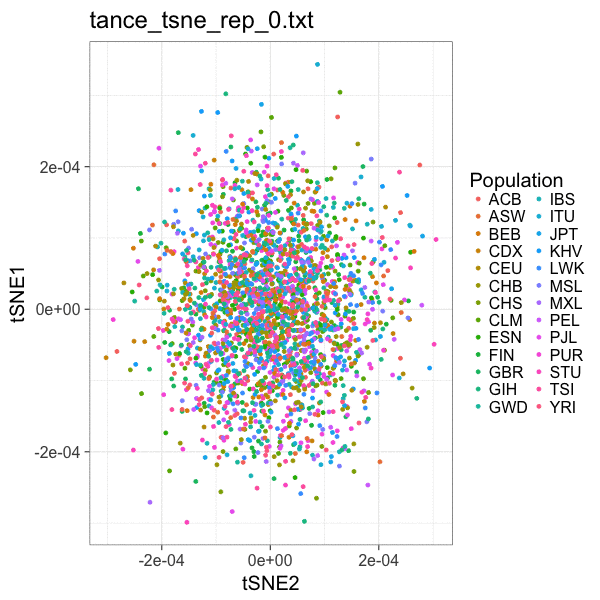 tance_tsne_rep_0.txt
tSNE1
2e-04
0e+00
-2e-04
-2e-04 0e+00 2e-04
tSNE2
Population
ACB IBS
ASW ITU
BEB JPT
CDX KHV
CEU LWK
CHB MSL
CHS MXL
CLM PEL
ESN PJL
FIN PUR
GBR STU
GIH TSI
GWD YRI